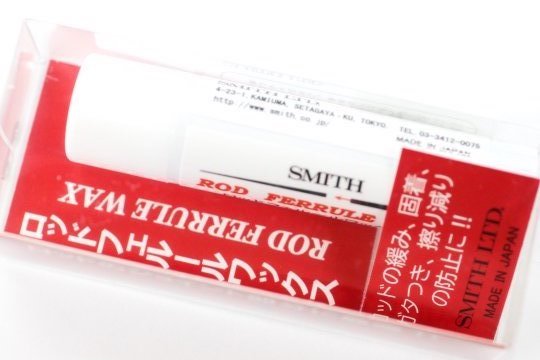 4-23-1, KAMIUMA, SETAGAYA-KU, TOKYO. TEL 03-3412-0075
http://www.smith.co.jp/
MADE IN JAPAN
SMITH
ROD FERRULE
ROD FERRULE WAX
ロッドフェルールワックス
ロッドの緩み、固着、
ガタつき、擦り減り
の防止に!!
SMITH LTD.
MADE IN JAPAN